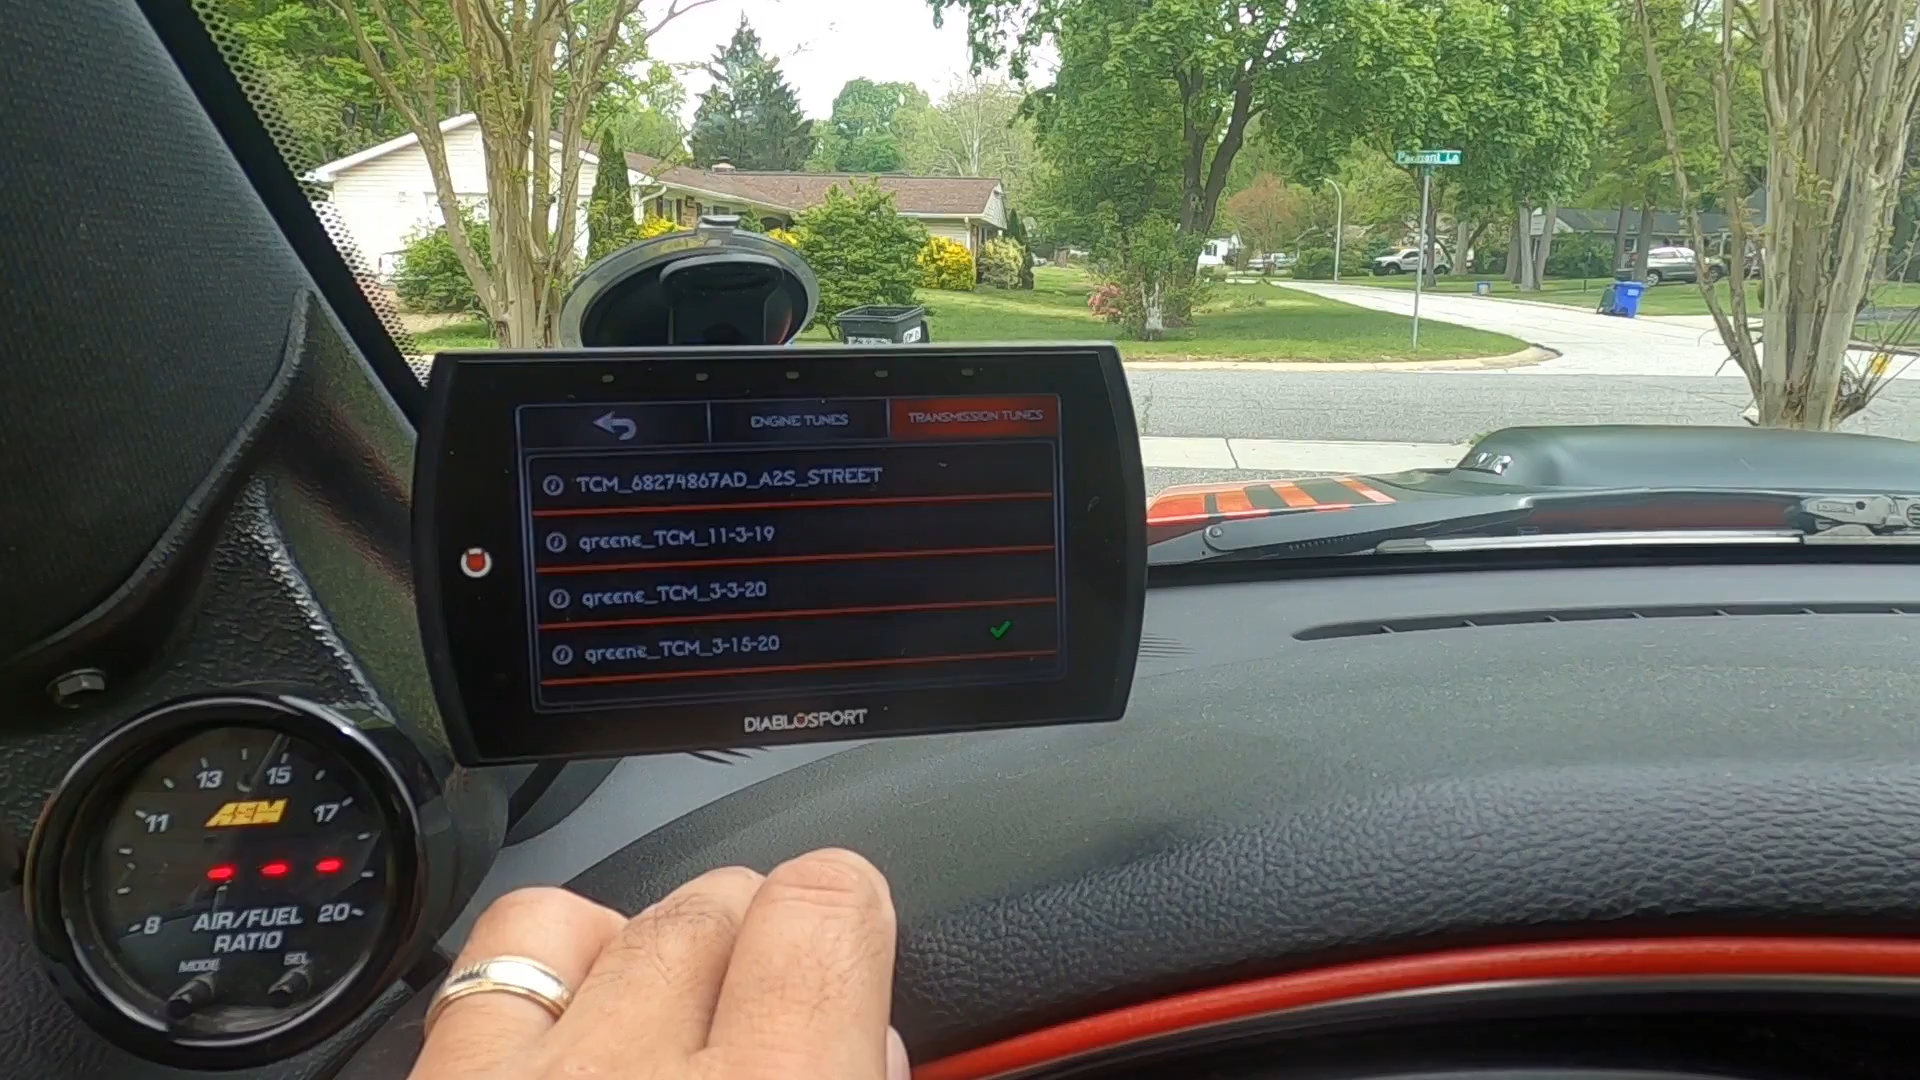 ENGINE TUNES
TRANSMISSION TUNES
TCM_68274867AD_A2S_STREET
greene_TCM_11-3-19
greene_TCM_3-3-20
greene_TCM_3-15-20
DIABLOSPORT
13
15
11
AEM
17
8
AIR/FUEL
20
RATIO
MODE
SEL